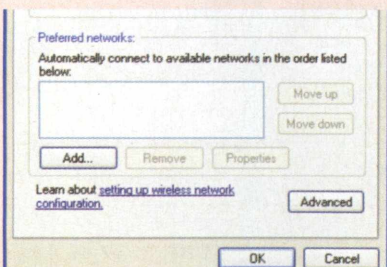 Preferred networks:
Automatically connect to available networks in the order listed
below:
Move up
Move down
Add... Remove Properties
Learn about setting up wireless network
configuration.
Advanced
OK Cancel